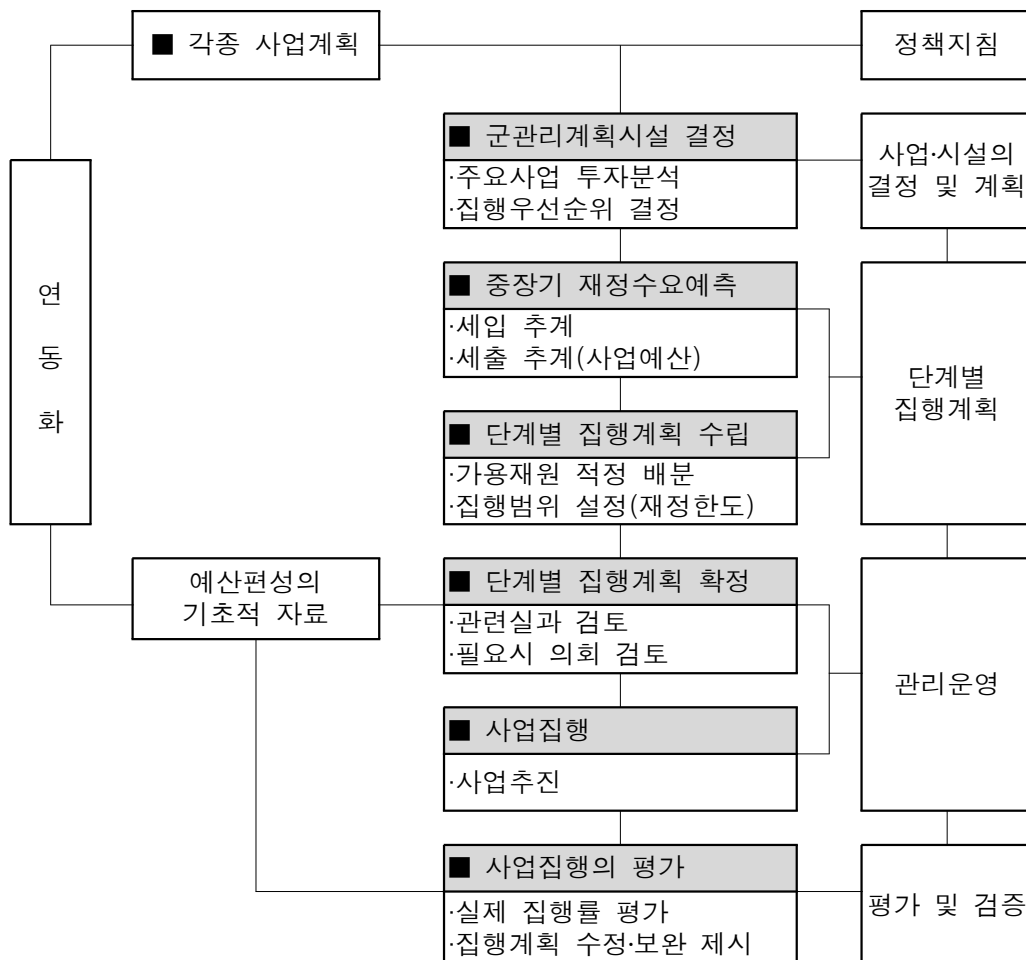 ■ 각종 사업계획
정책지침
■ 군관리계획시설 결정
·주요사업 투자분석
·집행우선순위 결정
사업·시설의
결정 및 계획
연
동
화
■ 중장기 재정수요예측
·세입 추계
·세출 추계(사업예산)
단계별
집행계획
■ 단계별 집행계획 수립
·가용재원 적정 배분
·집행범위 설정(재정한도)
예산편성의
기초적 자료
■ 단계별 집행계획 확정
·관련실과 검토
·필요시 의회 검토
관리운영
■ 사업집행
·사업추진
■ 사업집행의 평가
·실제 집행률 평가
·집행계획 수정·보완 제시
평가 및 검증